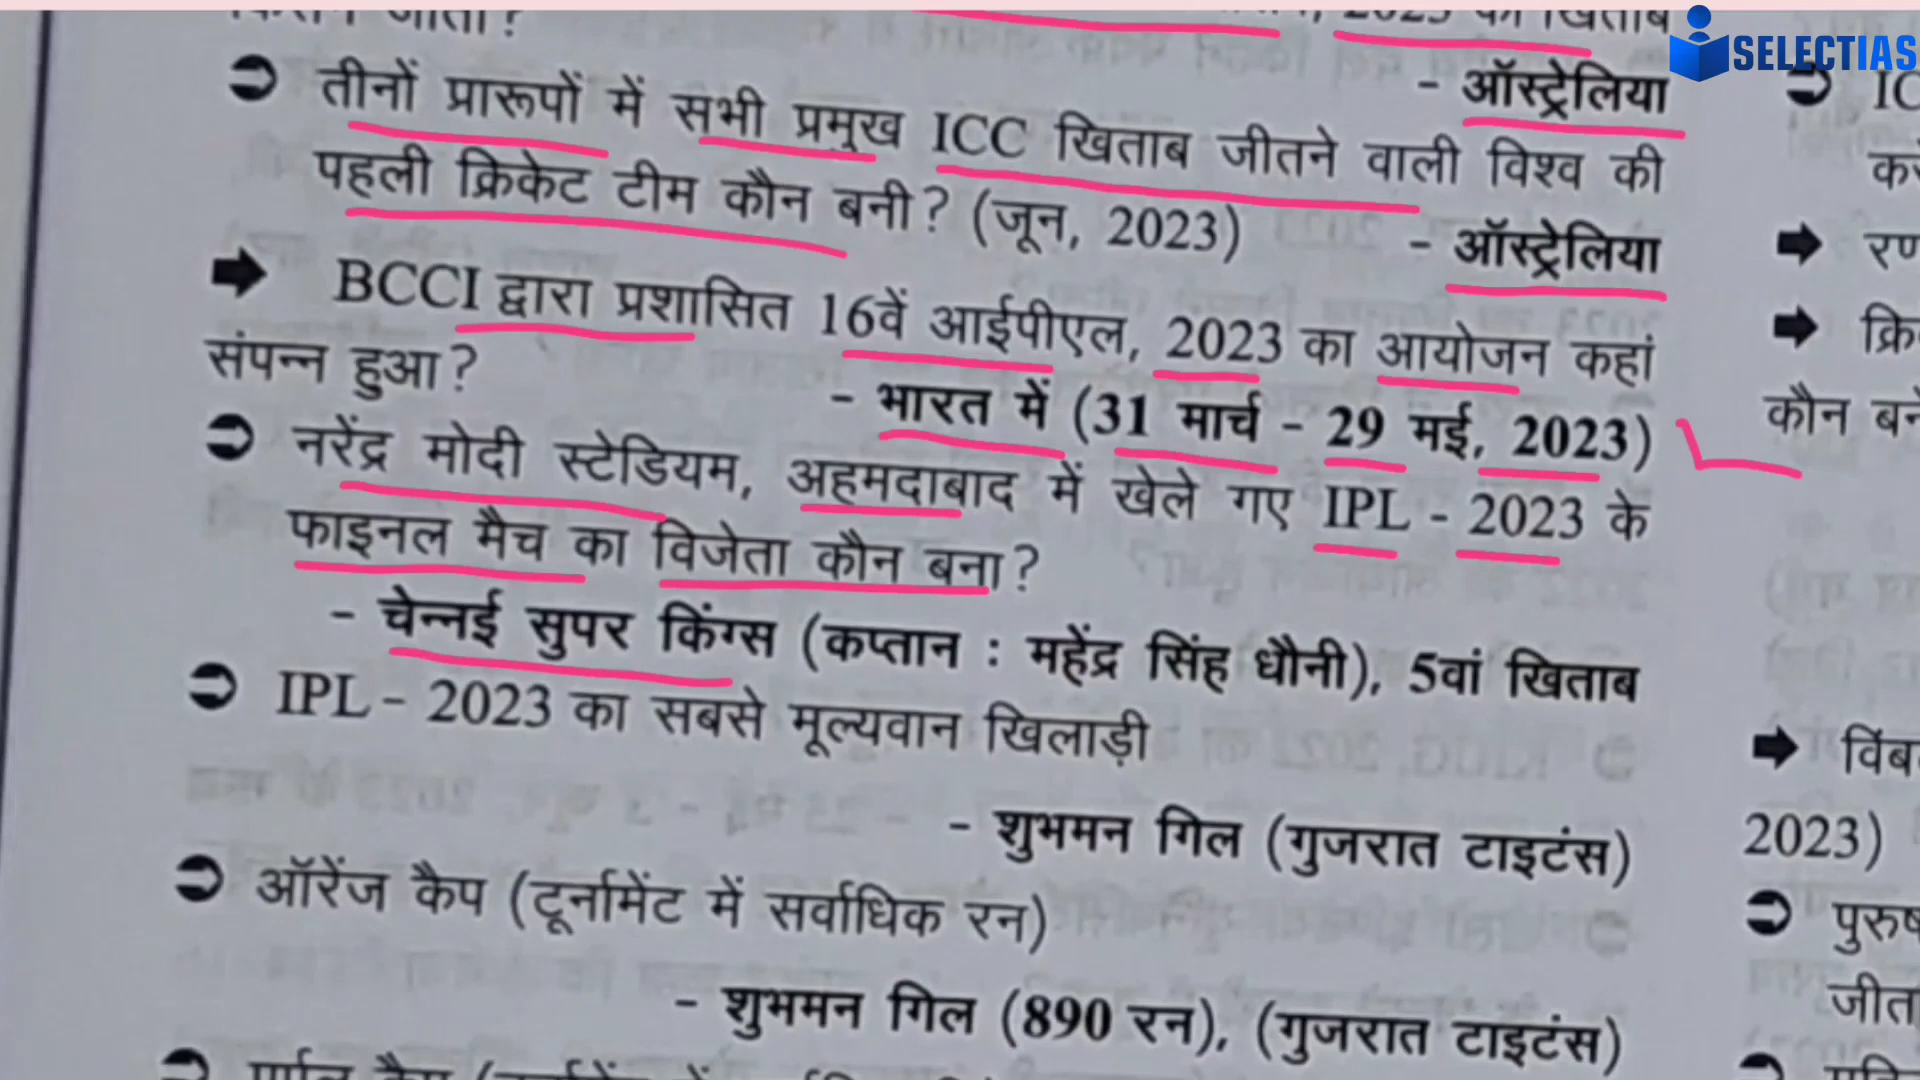 2023 का खिताब
SELECTIAS
- ऑस्ट्रेलिया
तीनों प्रारूपों में सभी प्रमुख ICC खिताब जीतने वाली विश्व की
पहली क्रिकेट टीम कौन बनी? (जून, 2023)
- ऑस्ट्रेलिया
BCCI द्वारा प्रशासित 16वें आईपीएल, 2023 का आयोजन कहां
संपन्न हुआ?
- भारत में (31 मार्च - 29 मई, 2023)
नरेंद्र मोदी स्टेडियम, अहमदाबाद में खेले गए IPL - 2023 के
फाइनल मैच का विजेता कौन बना?
- चेन्नई सुपर किंग्स (कप्तान : महेंद्र सिंह धौनी), 5वां खिताब
IPL - 2023 का सबसे मूल्यवान खिलाड़ी
- शुभमन गिल (गुजरात टाइटंस)
ऑरेंज कैप (टूर्नामेंट में सर्वाधिक रन)
- शुभमन गिल (890 रन), (गुजरात टाइटंस)
कौन
2023)